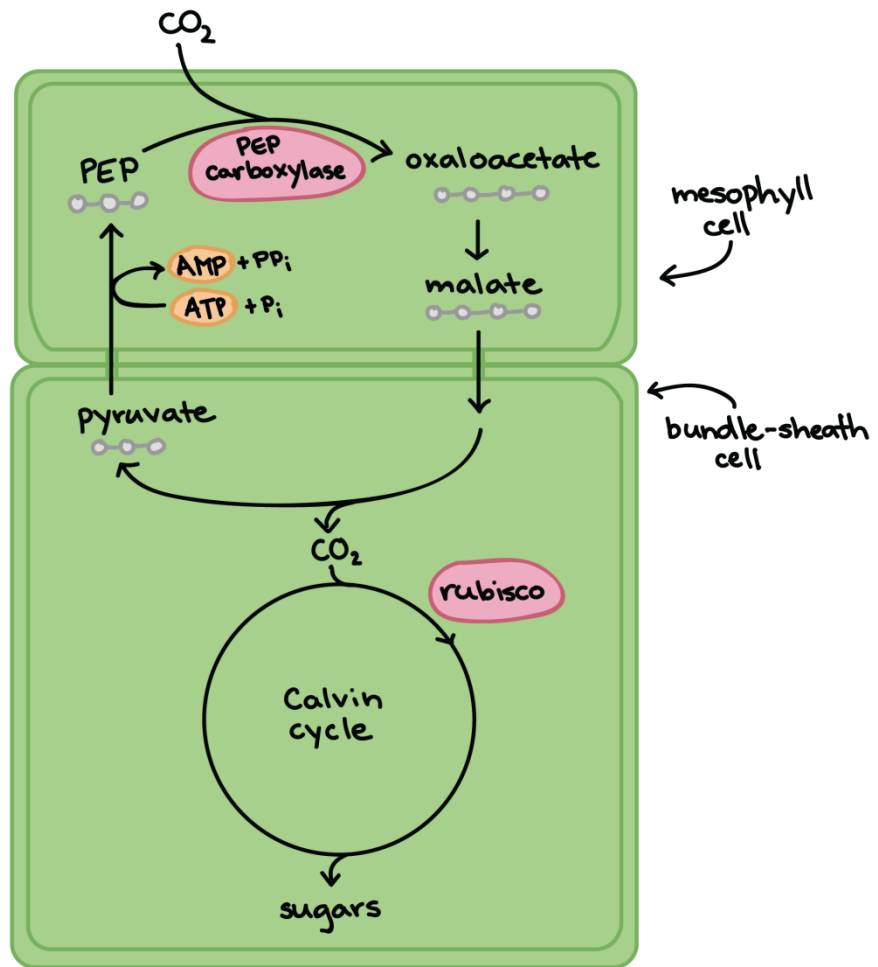 CO₂
PEP
carboxylase
PEP
oxaloacetate
mesophyll
cell
AMP + PPᵢ
ATP + Pᵢ
malate
pyruvate
bundle-sheath
cell
CO₂
rubisco
Calvin
cycle
sugars